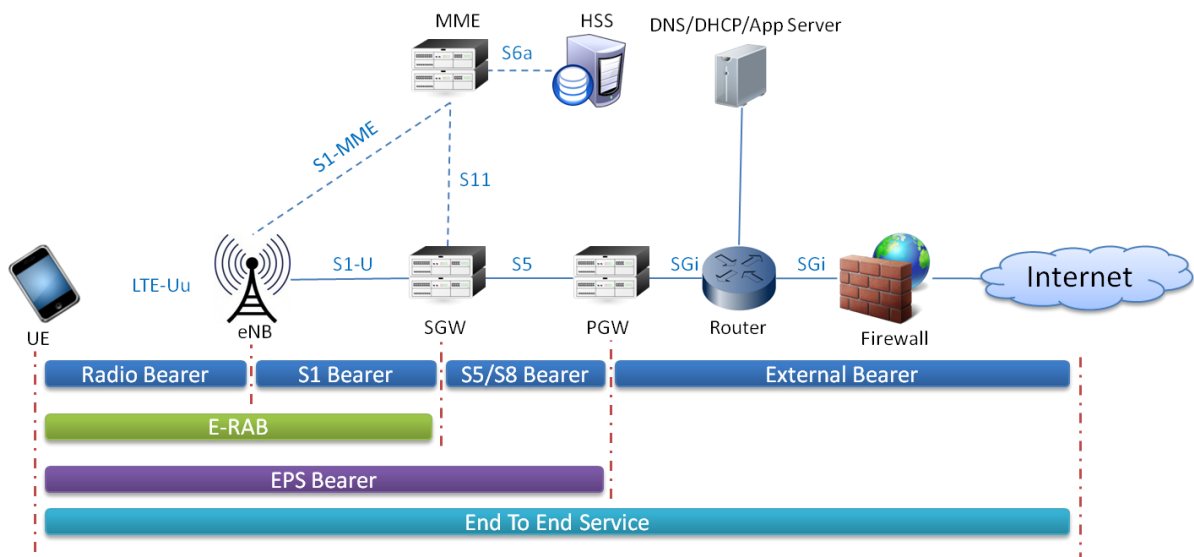 MME
HSS
DNS/DHCP/App Server
S6a
S1-MME
S11
LTE-Uu
S1-U
S5
SGi
SGi
Internet
UE
eNB
SGW
PGW
Router
Firewall
Radio Bearer
S1 Bearer
S5/S8 Bearer
External Bearer
E-RAB
EPS Bearer
End To End Service